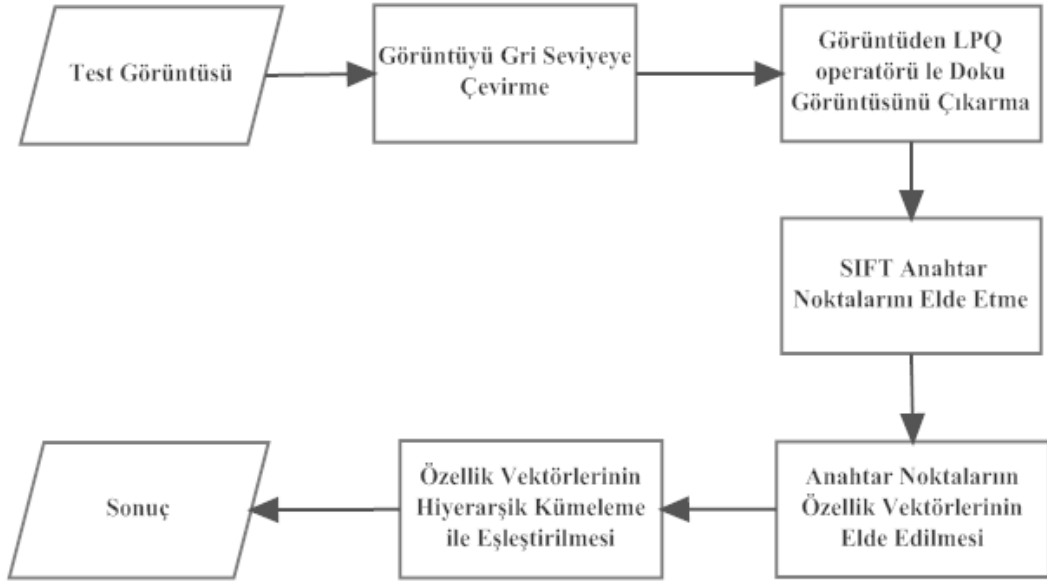 Test Görüntüsü
Görüntüyü Gri Seviyeye
Çevirme
Görüntüden LPQ
operatörü le Doku
Görüntüsünü Çıkarma
SIFT Anahtar
Noktalarını Elde Etme
Anahtar Noktalarıın
Özellik Vektörlerinin
Elde Edilmesi
Özellik Vektörlerinin
Hiyerarşik Kümeleme
ile Eşleştirilmesi
Sonuç